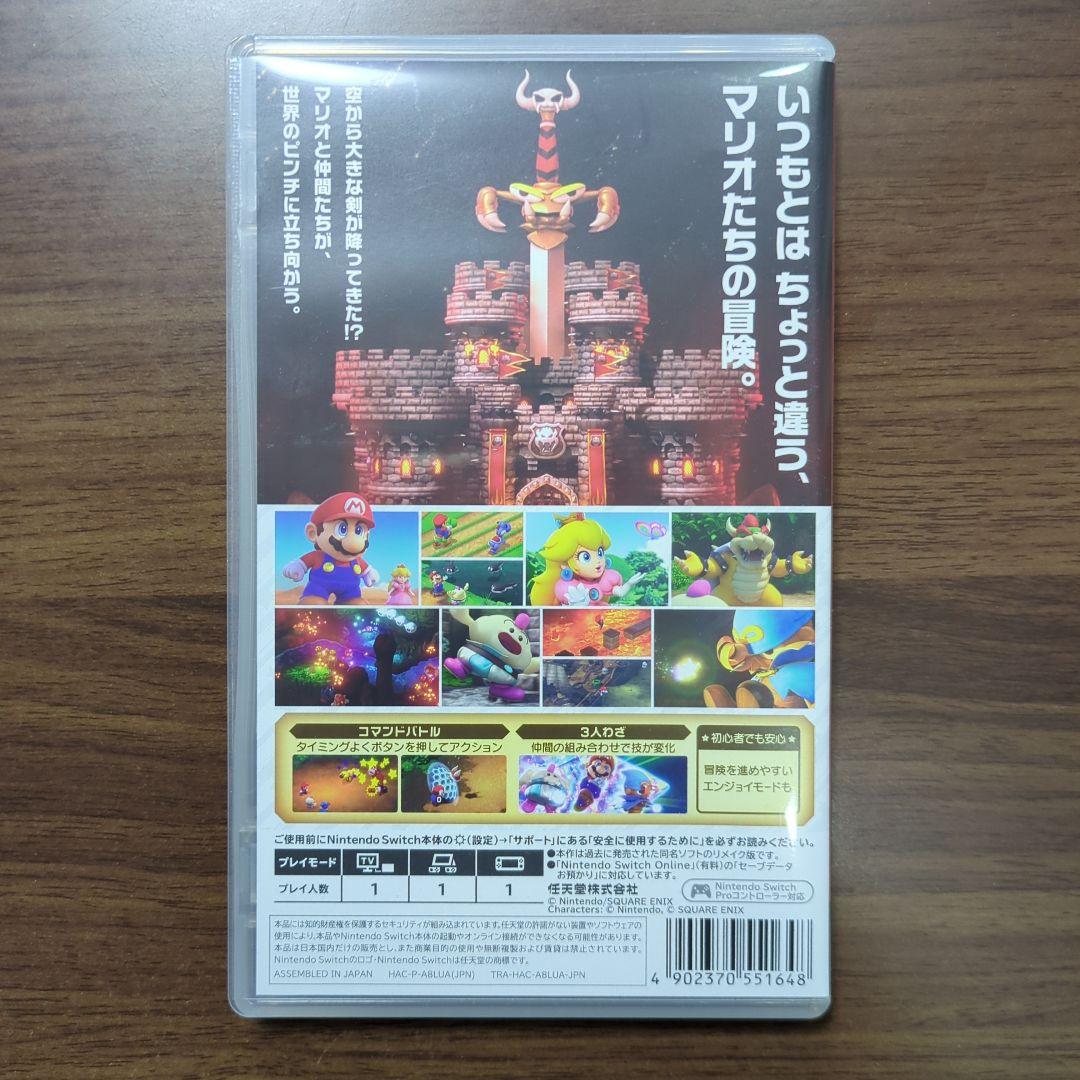 いつもとは ちょっと違う、
マリオたちの冒険。
空から大きな剣が降ってきた!?
マリオと仲間たちが、
世界のピンチに立ち向かう。
コマンドバトル
タイミングよくボタンを押してアクション
3人わざ
仲間の組み合わせで技が変化
★初心者でも安心★
冒険を進めやすい
エンジョイモードも
ご使用前にNintendo Switch本体の(設定)→「サポート」にある「安全に使用するために」を必ずお読みください。
プレイモード TV
プレイ人数 1 1 1
●本作は過去に発売された同名ソフトのリメイク版です。
●「Nintendo Switch Online」(有料)の「セーブデータ
お預かり」に対応しています。
任天堂株式会社
© Nintendo/SQUARE ENIX
Characters: © Nintendo, © SQUARE ENIX
Nintendo Switch
Proコントローラー対応
本品には知的財産権を保護するセキュリティが組み込まれています。任天堂の許諾がない装置やソフトウェアの
使用により、本品やNintendo Switch本体の起動やオンライン接続ができなくなる可能性があります。
本品は日本国内だけの販売とし、また商業目的の使用や無断複製および賃貸は禁止されています。
Nintendo Switchのロゴ・Nintendo Switchは任天堂の商標です。
ASSEMBLED IN JAPAN HAC-P-A8LUA(JPN) TRA-HAC-A8LUA-JPN
4 902370 551648